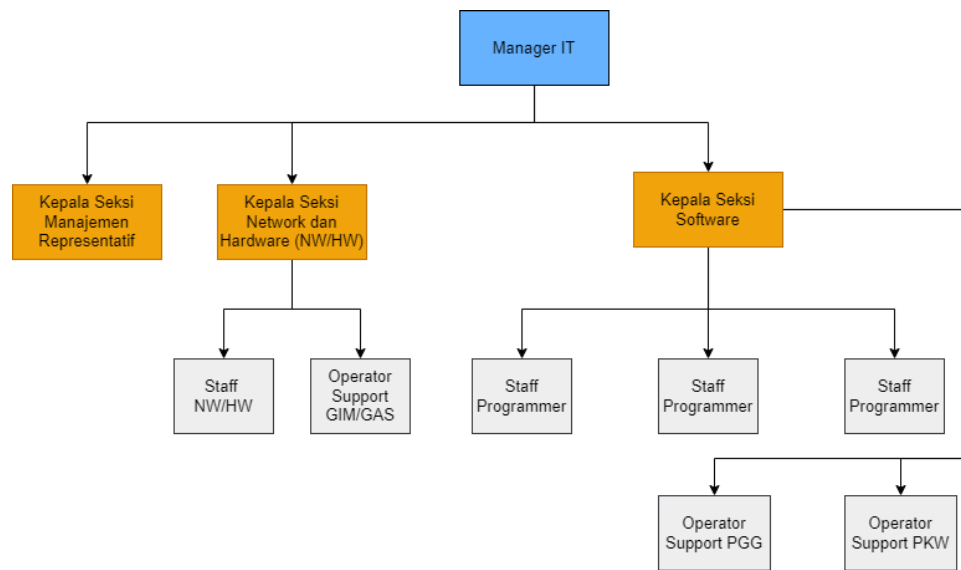 Manager IT
Kepala Seksi
Manajemen
Representatif
Kepala Seksi
Network dan
Hardware (NW/HW)
Kepala Seksi
Software
Staff
NW/HW
Operator
Support
GIM/GAS
Staff
Programmer
Staff
Programmer
Staff
Programmer
Operator
Support PGG
Operator
Support PKW